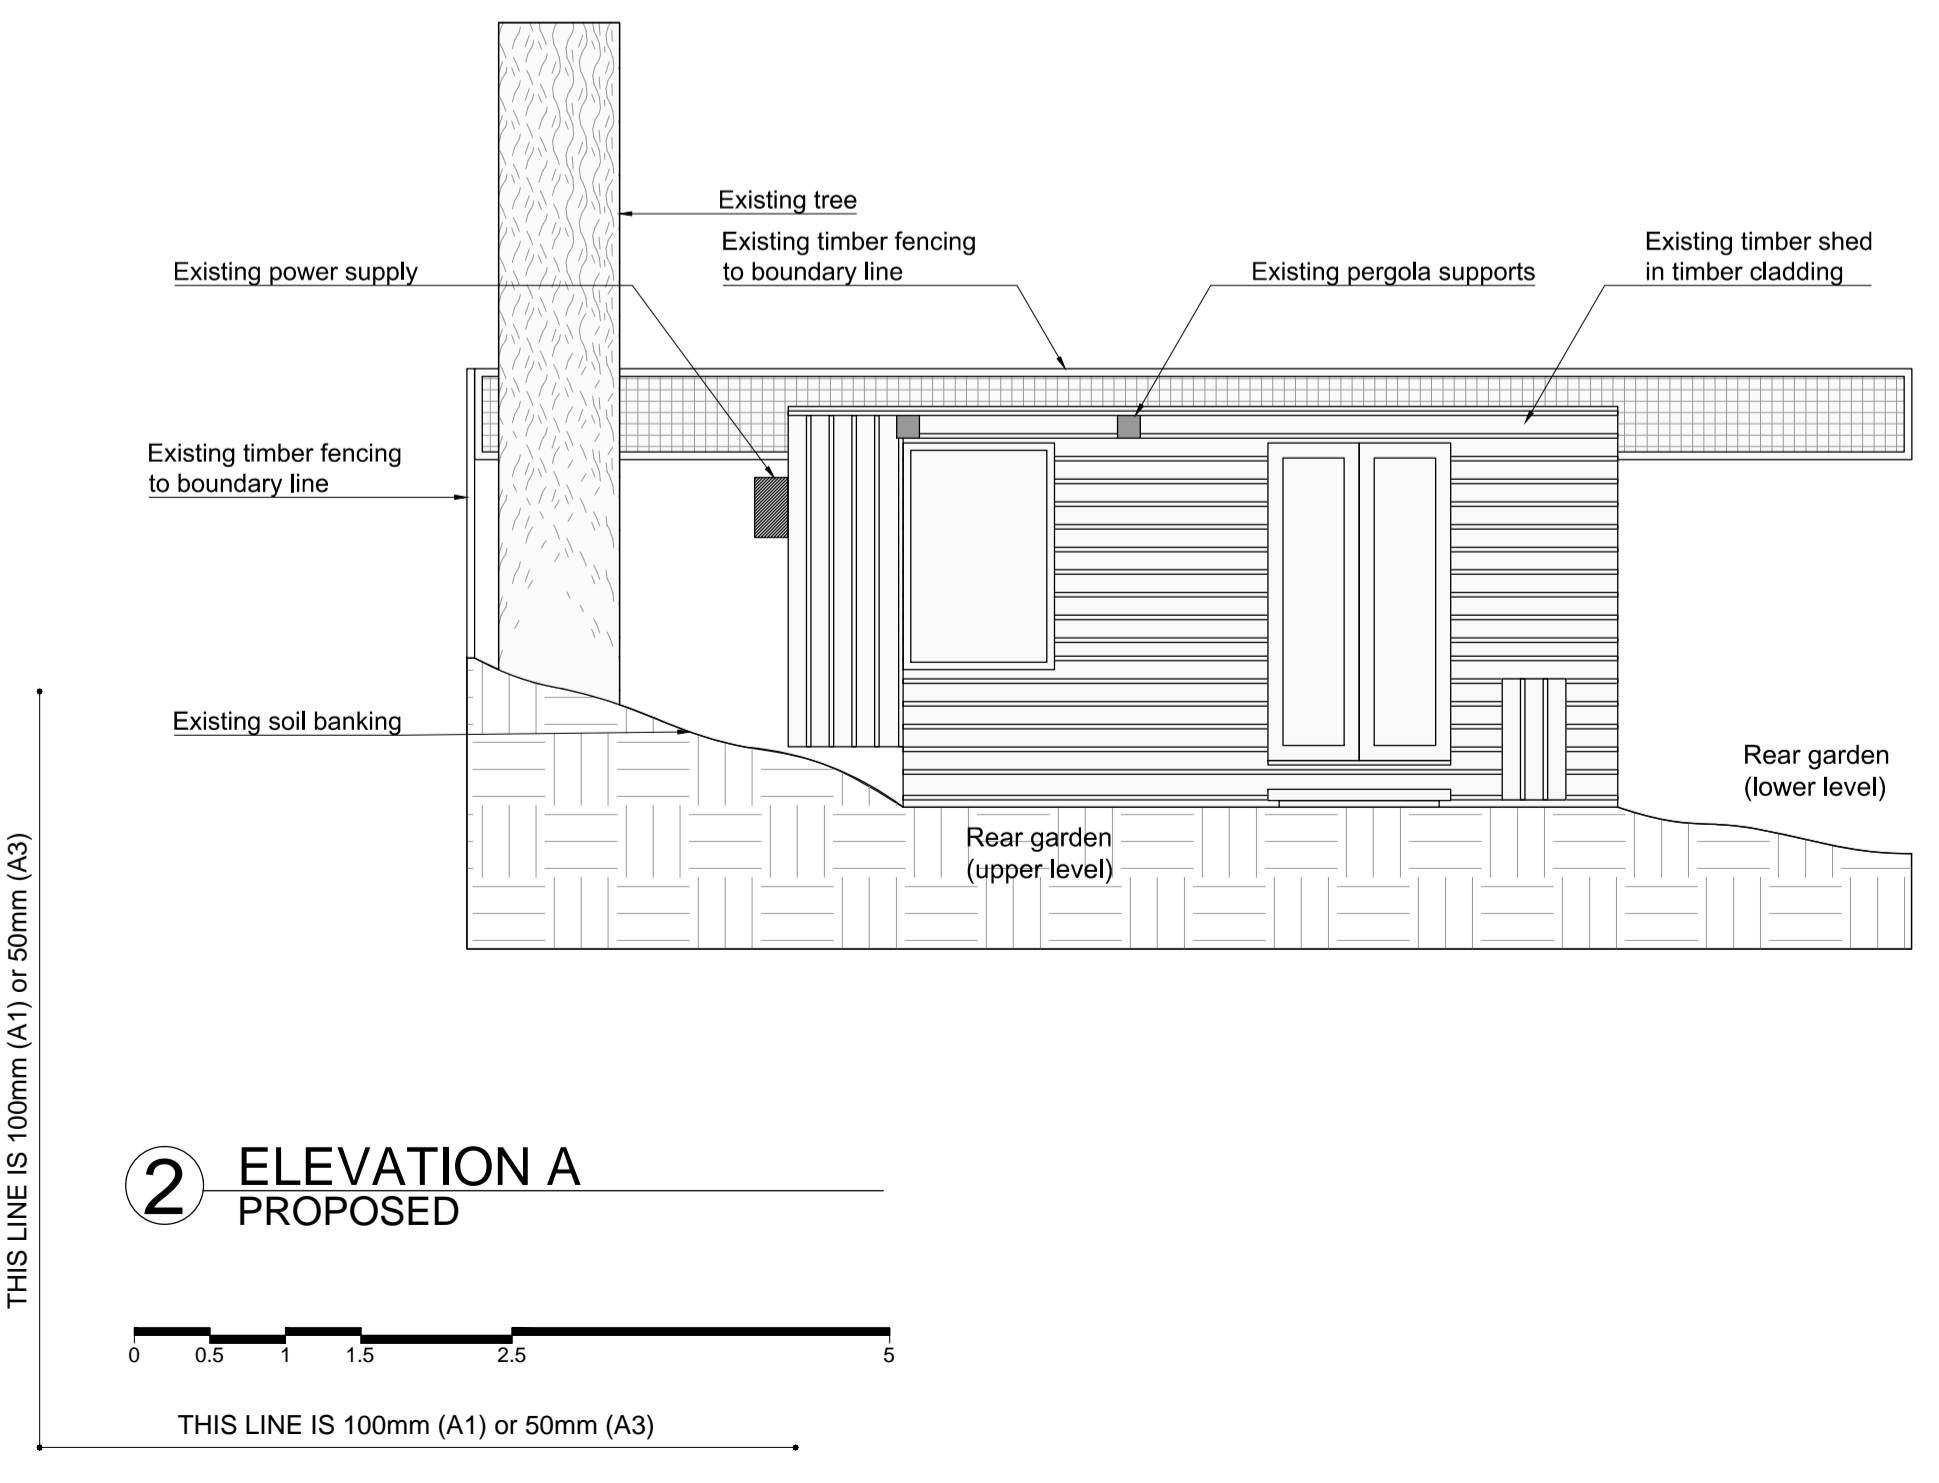 Existing tree
Existing timber fencing
to boundary line
Existing timber shed
in timber cladding
Existing power supply
Existing pergola supports
Existing timber fencing
to boundary line
Existing soil banking
Rear garden
(lower level)
Rear garden
(upper level)
THIS LINE IS 100mm (A1) or 50mm (A3)
2
ELEVATION A
PROPOSED
0 0.5 1 1.5 2.5 5
THIS LINE IS 100mm (A1) or 50mm (A3)